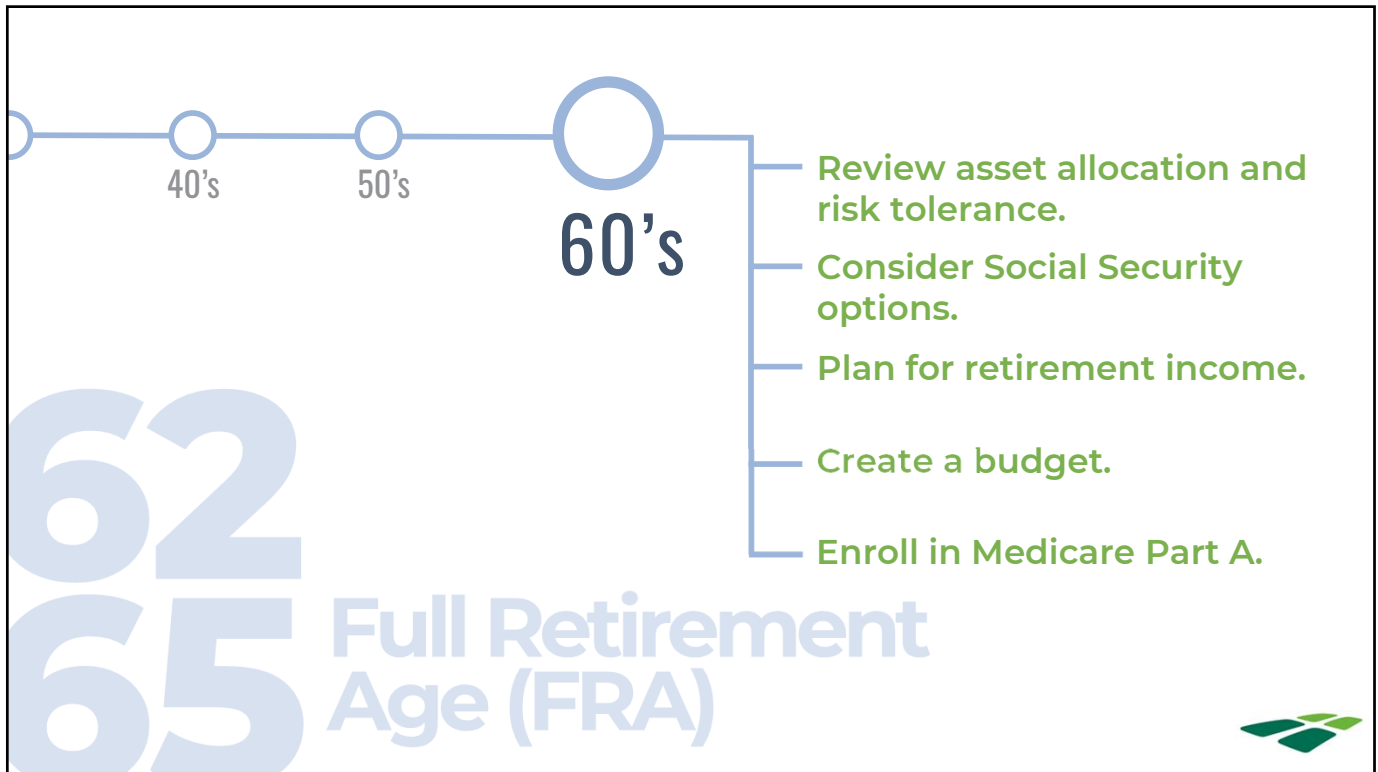 40's
50's
60's
Review asset allocation and
risk tolerance.
Consider Social Security
options.
Plan for retirement income.
Create a budget.
Enroll in Medicare Part A.
62
65
Full Retirement
Age (FRA)